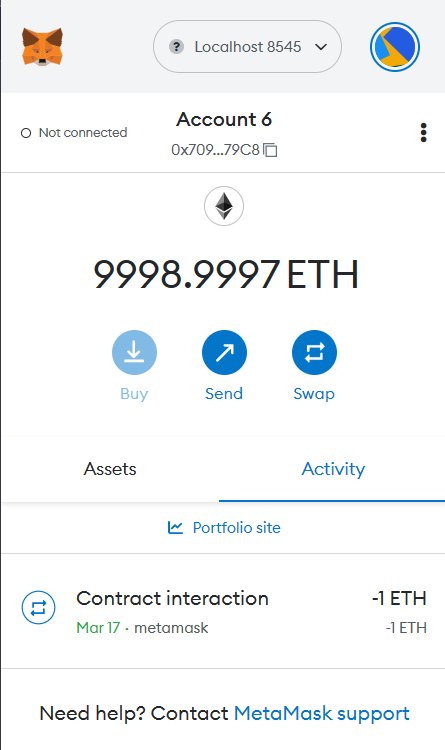 ? Localhost 8545
Not connected
Account 6
0x709...79C8
9998.9997 ETH
Buy Send Swap
Assets Activity
Portfolio site
Contract interaction -1 ETH
Mar 17 · metamask -1 ETH
Need help? Contact MetaMask support